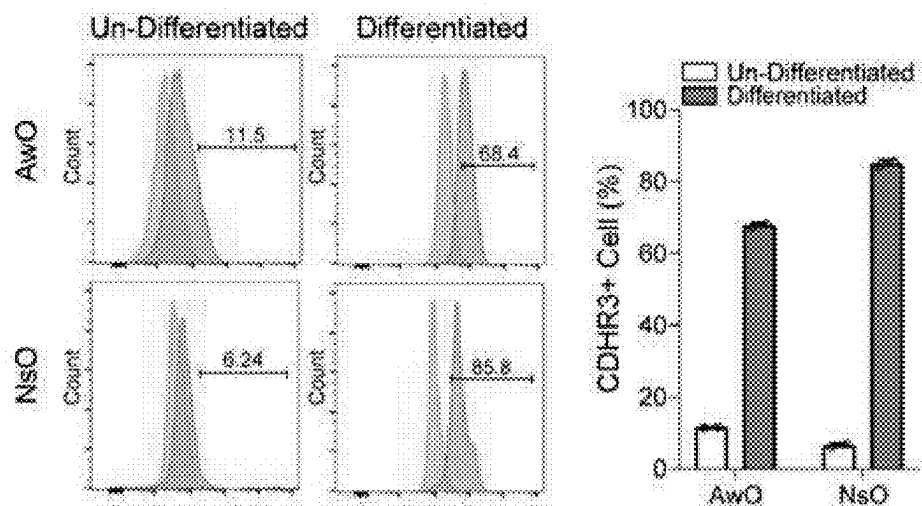 Un-Differentiated Differentiated
AwO
Count
11.5
Count
68.4
NsO
Count
6.24
Count
85.8
Un-Differentiated
Differentiated
CDHR3+ Cell (%)
100
80
60
40
20
0
AwO NsO